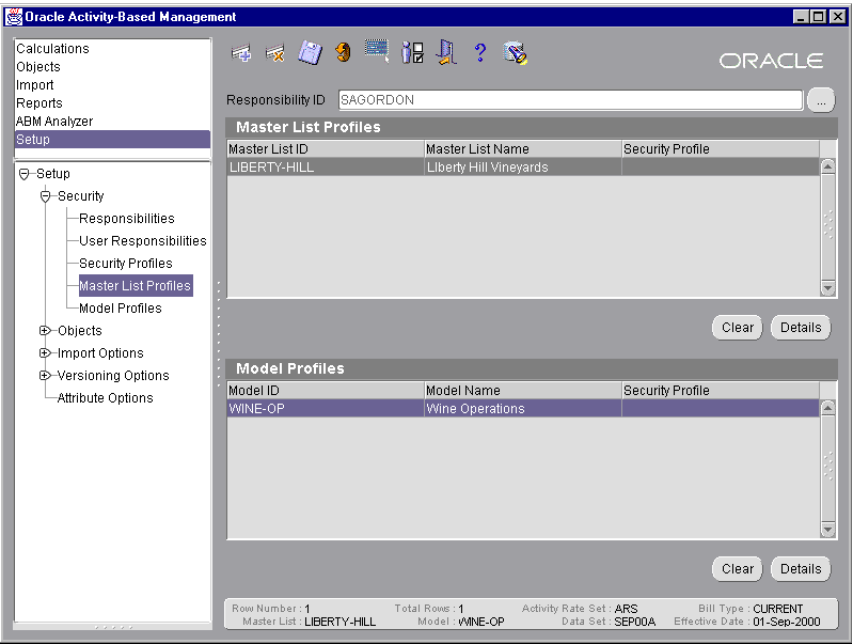 Oracle Activity-Based Management
Calculations
Objects
Import
Reports
ABM Analyzer
Setup
Setup
Security
Responsibilities
User Responsibilities
Security Profiles
Master List Profiles
Model Profiles
Objects
Import Options
Versioning Options
Attribute Options
?
ORACLE
Responsibility ID SAGORDON ...
Master List Profiles
Master List ID Master List Name Security Profile
LIBERTY-HILL LIberty Hill Vineyards
Clear Details
Model Profiles
Model ID Model Name Security Profile
WINE-OP Wine Operations
Clear Details
Row Number : 1 Total Rows : 1 Activity Rate Set : ARS Bill Type : CURRENT
Master List : LIBERTY-HILL Model : WINE-OP Data Set : SEP00A Effective Date : 01-Sep-2000